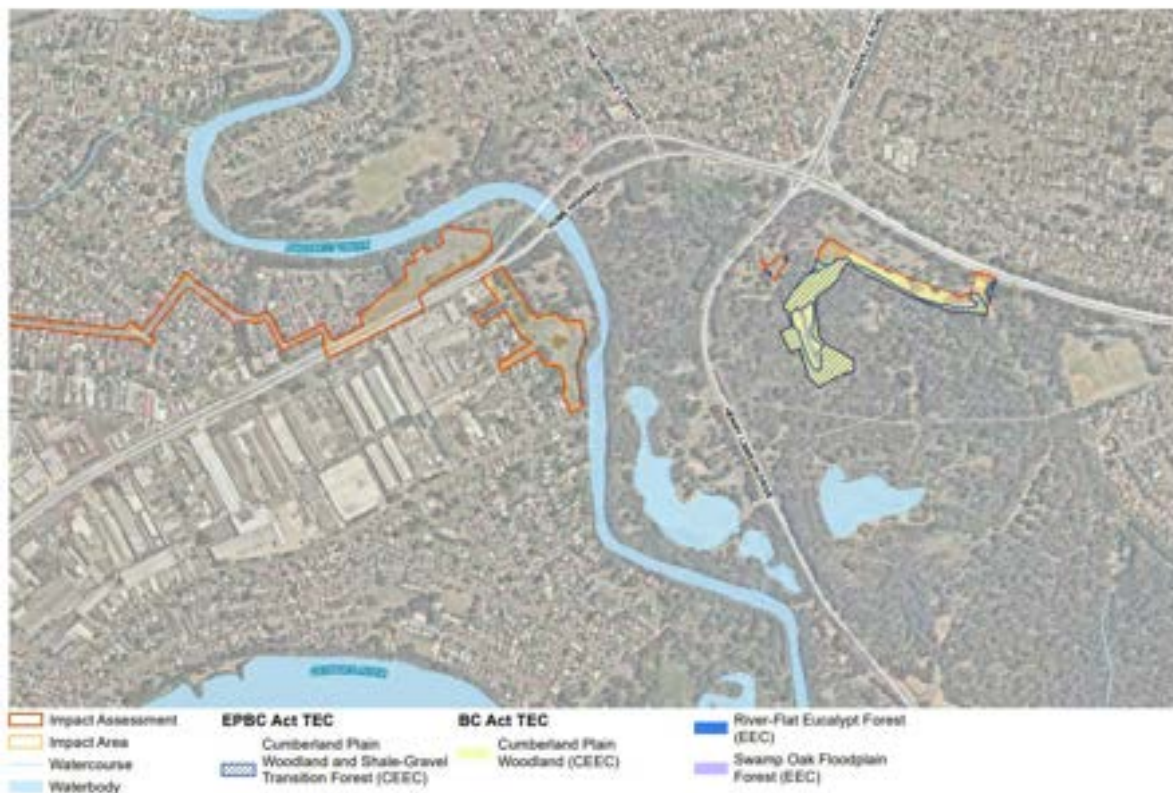 Impact Assessment
Impact Area
Watercourse
Waterbody
EPBC Act TEC
Cumberland Plain
Woodland and Shale-Gravel
Transition Forest (CEEC)
BC Act TEC
Cumberland Plain
Woodland (CEEC)
River-Flat Eucalypt Forest
(EEC)
Swamp Oak Floodplain
Forest (EEC)